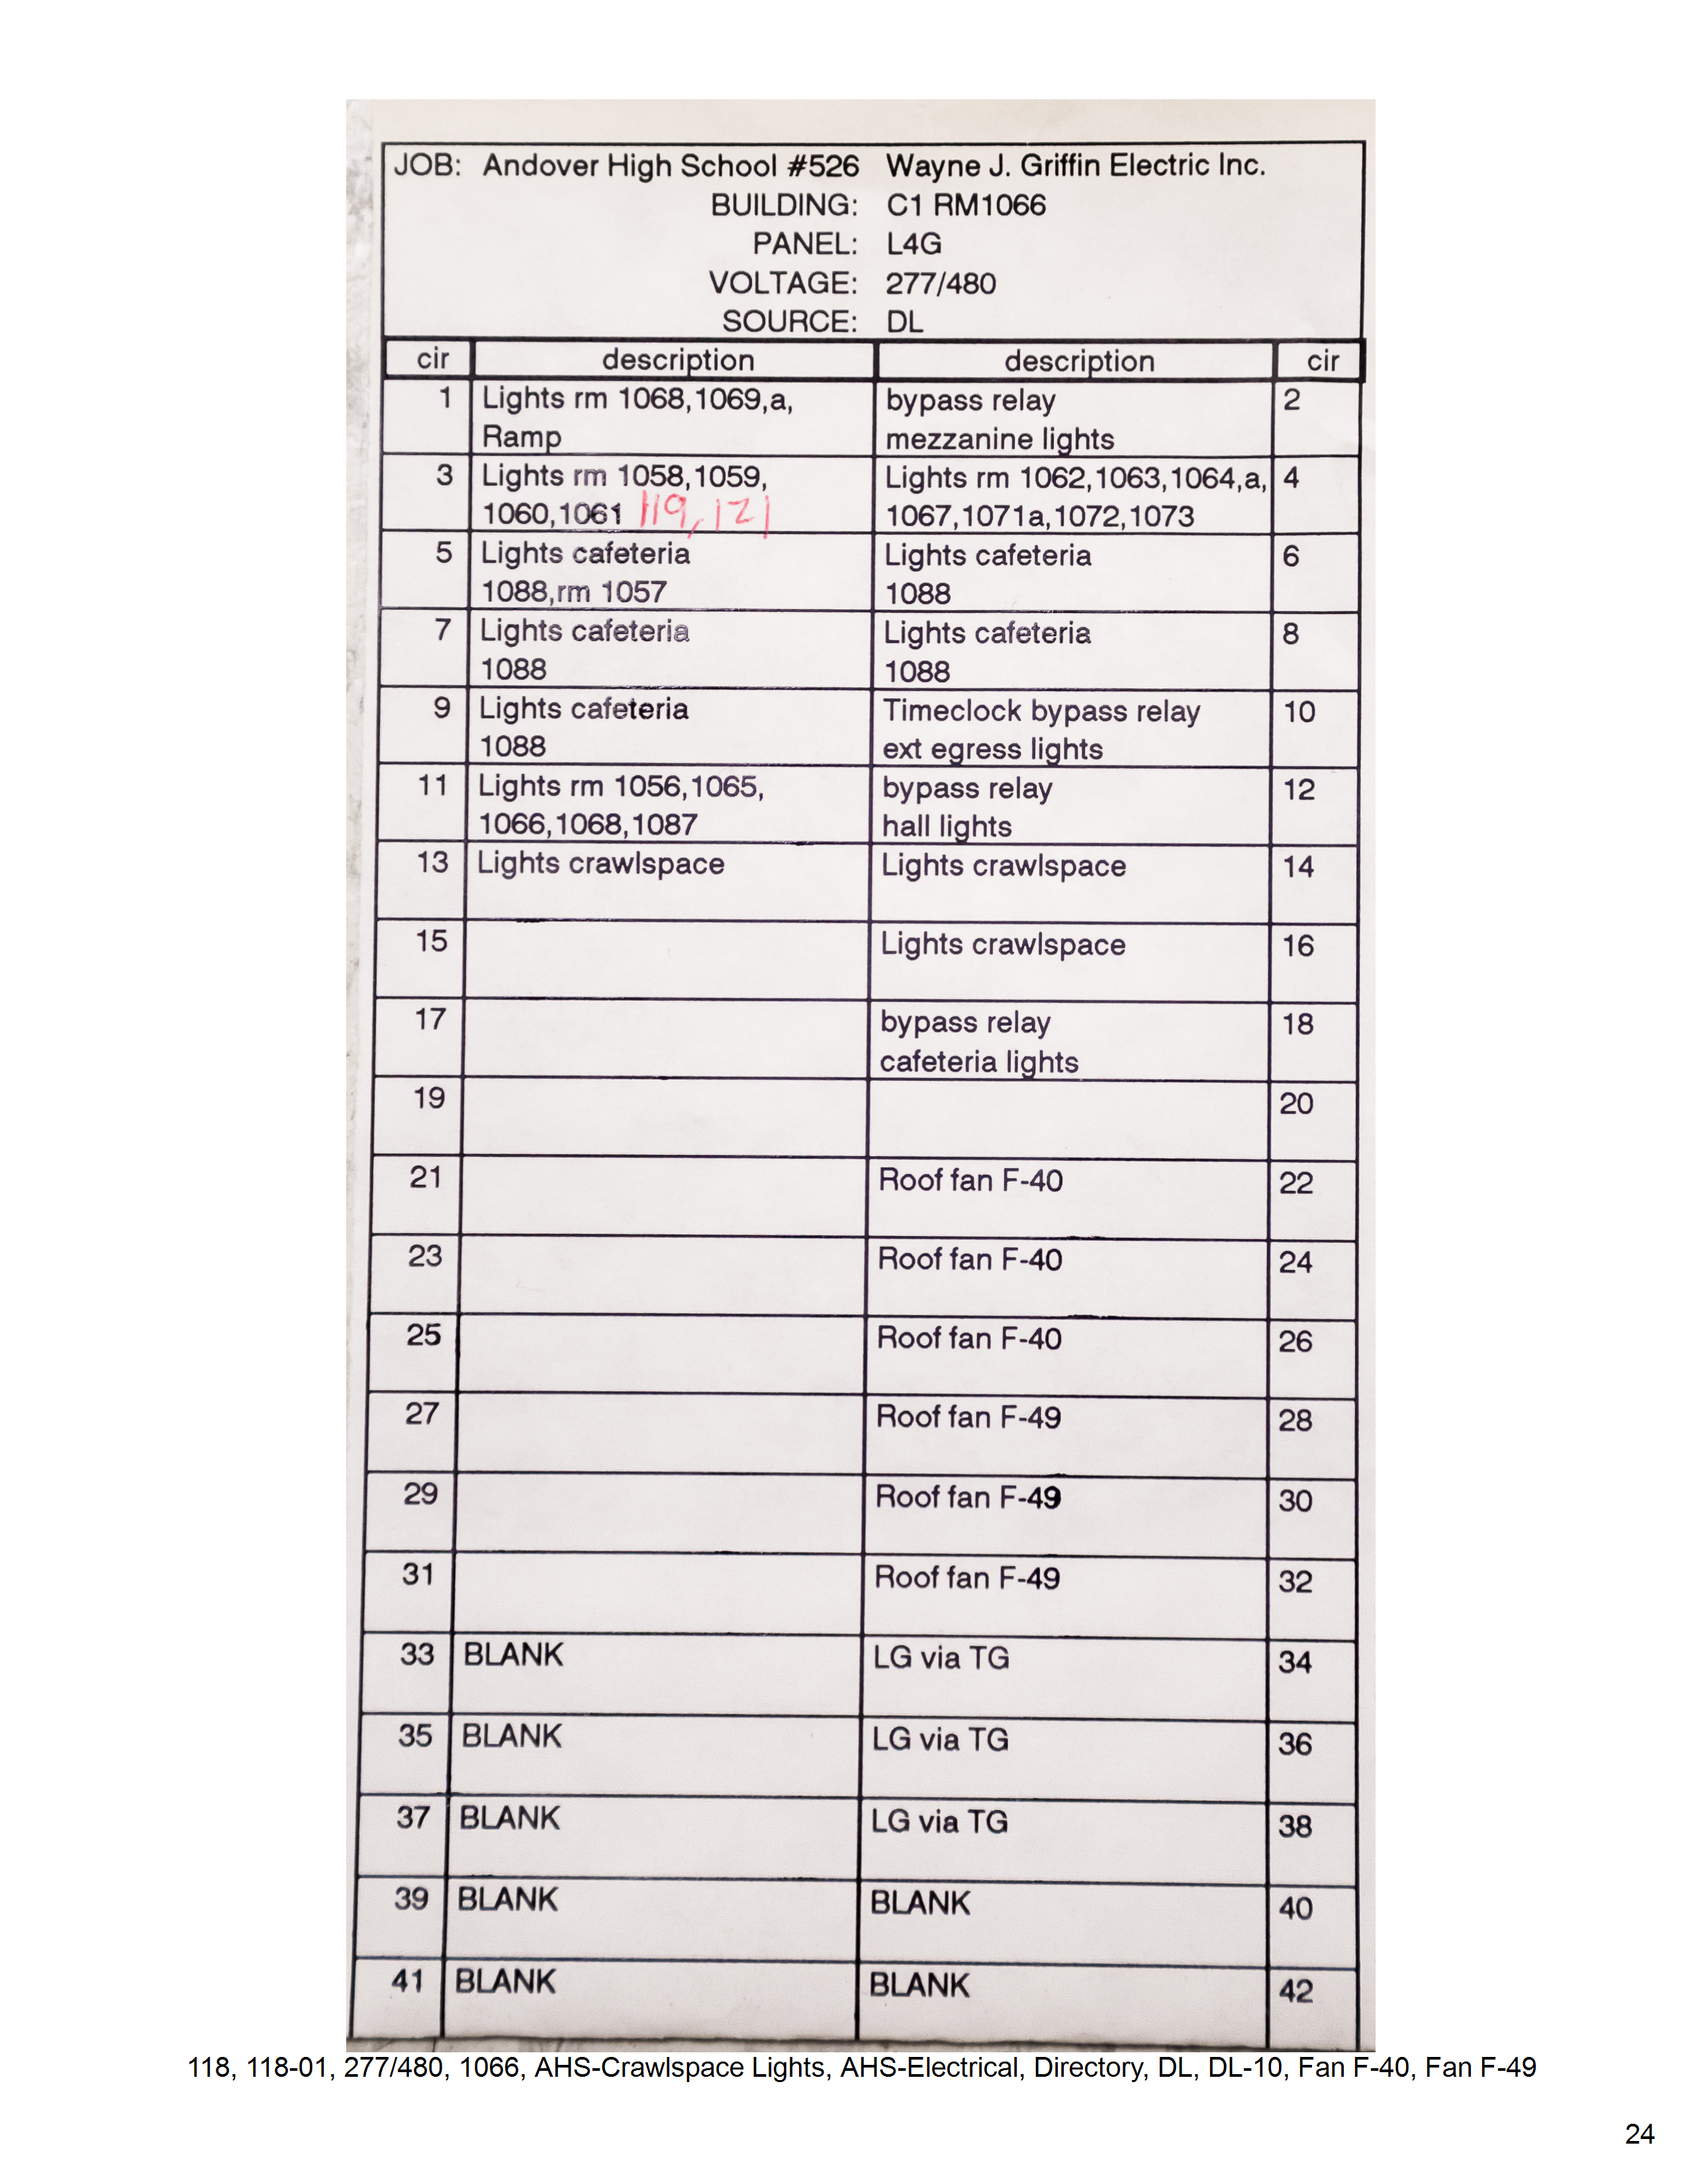 JOB: Andover High School #526 Wayne J. Griffin Electric Inc.
BUILDING: C1 RM1066
PANEL: L4G
VOLTAGE: 277/480
SOURCE: DL
cir description description cir
1 Lights rm 1068,1069,a, bypass relay 2
Ramp mezzanine lights
3 Lights rm 1058,1059, Lights rm 1062,1063,1064,a, 4
1060,1061 119, 121 1067,1071a,1072,1073
5 Lights cafeteria Lights cafeteria 6
1088,rm 1057 1088
7 Lights cafeteria Lights cafeteria 8
1088 1088
9 Lights cafeteria Timeclock bypass relay 10
1088 ext egress lights
11 Lights rm 1056,1065, bypass relay 12
1066,1068,1087 hall lights
13 Lights crawlspace Lights crawlspace 14
15 Lights crawlspace 16
17 bypass relay 18
cafeteria lights
19 20
21 Roof fan F-40 22
23 Roof fan F-40 24
25 Roof fan F-40 26
27 Roof fan F-49 28
29 Roof fan F-49 30
31 Roof fan F-49 32
33 BLANK LG via TG 34
35 BLANK LG via TG 36
37 BLANK LG via TG 38
39 BLANK BLANK 40
41 BLANK BLANK 42
118, 118-01, 277/480, 1066, AHS-Crawlspace Lights, AHS-Electrical, Directory, DL, DL-10, Fan F-40, Fan F-49
24